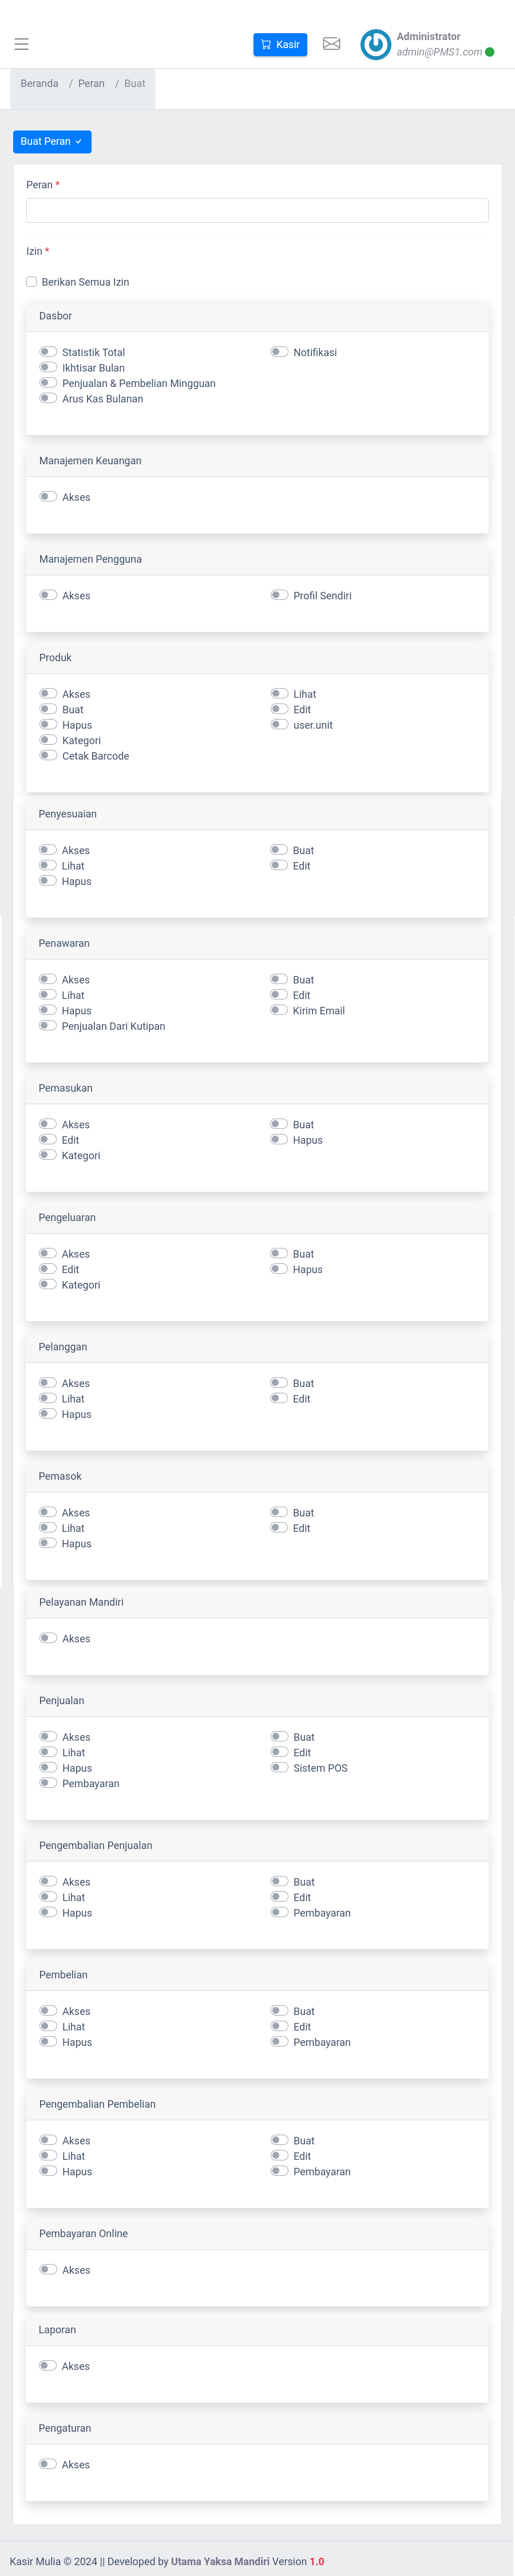 Kasir
Administrator
admin@PMS1.com
Beranda / Peran / Buat
Buat Peran
Peran *
Izin *
Berikan Semua Izin
Dasbor
Statistik Total
Notifikasi
Ikhtisar Bulan
Penjualan & Pembelian Mingguan
Arus Kas Bulanan
Manajemen Keuangan
Akses
Manajemen Pengguna
Akses
Profil Sendiri
Produk
Akses
Lihat
Buat
Edit
Hapus
user.unit
Kategori
Cetak Barcode
Penyesuaian
Akses
Buat
Lihat
Edit
Hapus
Penawaran
Akses
Buat
Lihat
Edit
Hapus
Kirim Email
Penjualan Dari Kutipan
Pemasukan
Akses
Buat
Edit
Hapus
Kategori
Pengeluaran
Akses
Buat
Edit
Hapus
Kategori
Pelanggan
Akses
Buat
Lihat
Edit
Hapus
Pemasok
Akses
Buat
Lihat
Edit
Hapus
Pelayanan Mandiri
Akses
Penjualan
Akses
Buat
Lihat
Edit
Hapus
Sistem POS
Pembayaran
Pengembalian Penjualan
Akses
Buat
Lihat
Edit
Hapus
Pembayaran
Pembelian
Akses
Buat
Lihat
Edit
Hapus
Pembayaran
Pengembalian Pembelian
Akses
Buat
Lihat
Edit
Hapus
Pembayaran
Pembayaran Online
Akses
Laporan
Akses
Pengaturan
Akses
Kasir Mulia © 2024 || Developed by Utama Yaksa Mandiri Version 1.0